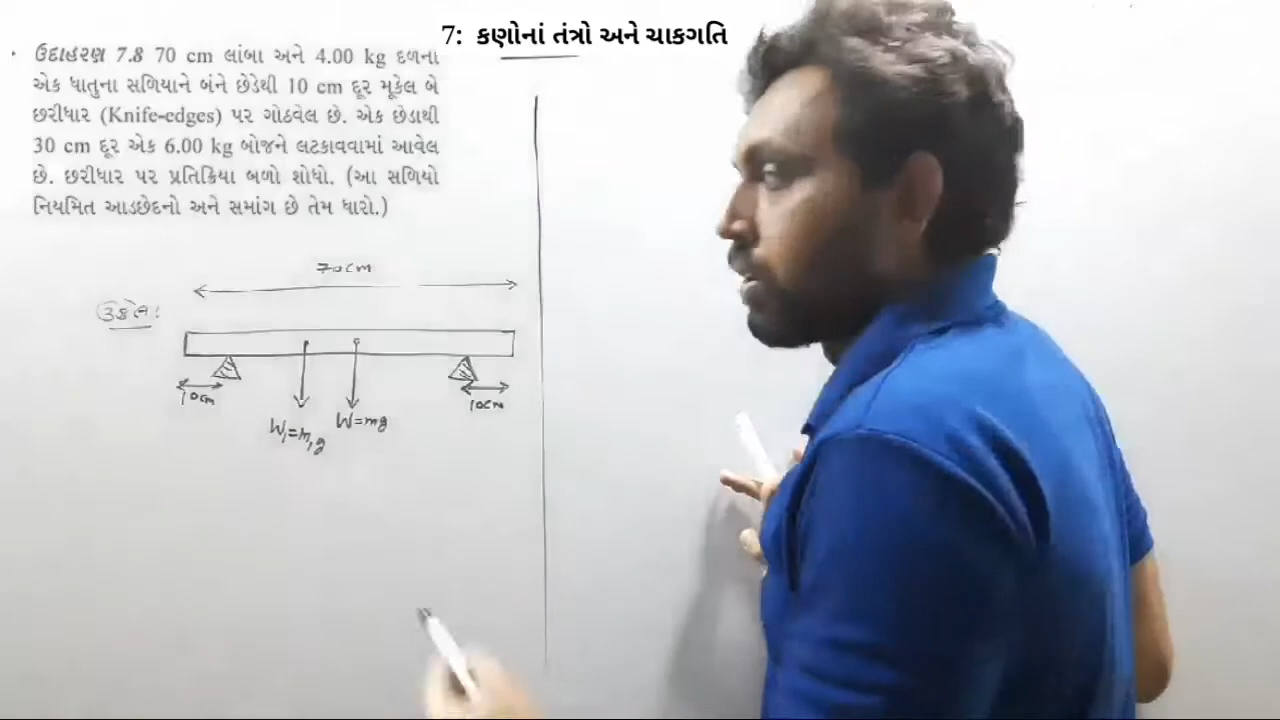 7: કણોનાં તંત્રો અને ચાકગતિ
ઉદાહરણ 7.8 70 cm લાંબા અને 4.00 kg દળના
એક ધાતુના સળિયાને બંને છેડેથી 10 cm દૂર મૂકેલ બે
છરીધાર (Knife-edges) પર ગોઠવેલ છે. એક છેડાથી
30 cm દૂર એક 6.00 kg બોજને લટકાવવામાં આવેલ
છે. છરીધાર પર પ્રતિક્રિયા બળો શોધો. (આ સળિયો
નિયમિત આડછેદનો અને સમાંગ છે તેમ ધારો.)
70cm
ઉકેલ:
10cm
10cm
W₁=m₁g
W=mg